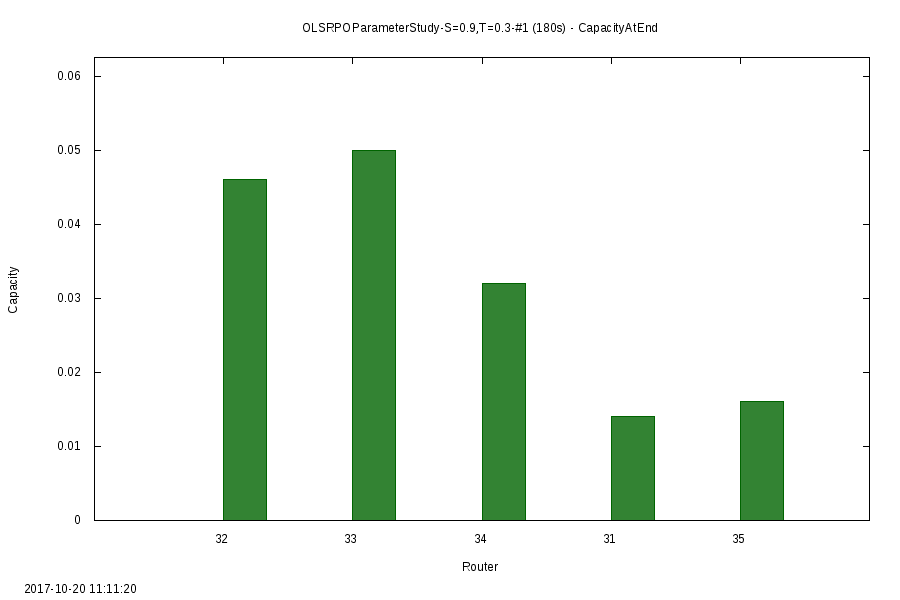 OLSRPOParameterStudy-S=0.9,T=0.3-#1 (180s) - CapacityAtEnd
0.06
0.05
0.04
0.03
0.02
0.01
0
Capacity
32 33 34 31 35
Router
2017-10-20 11:11:20